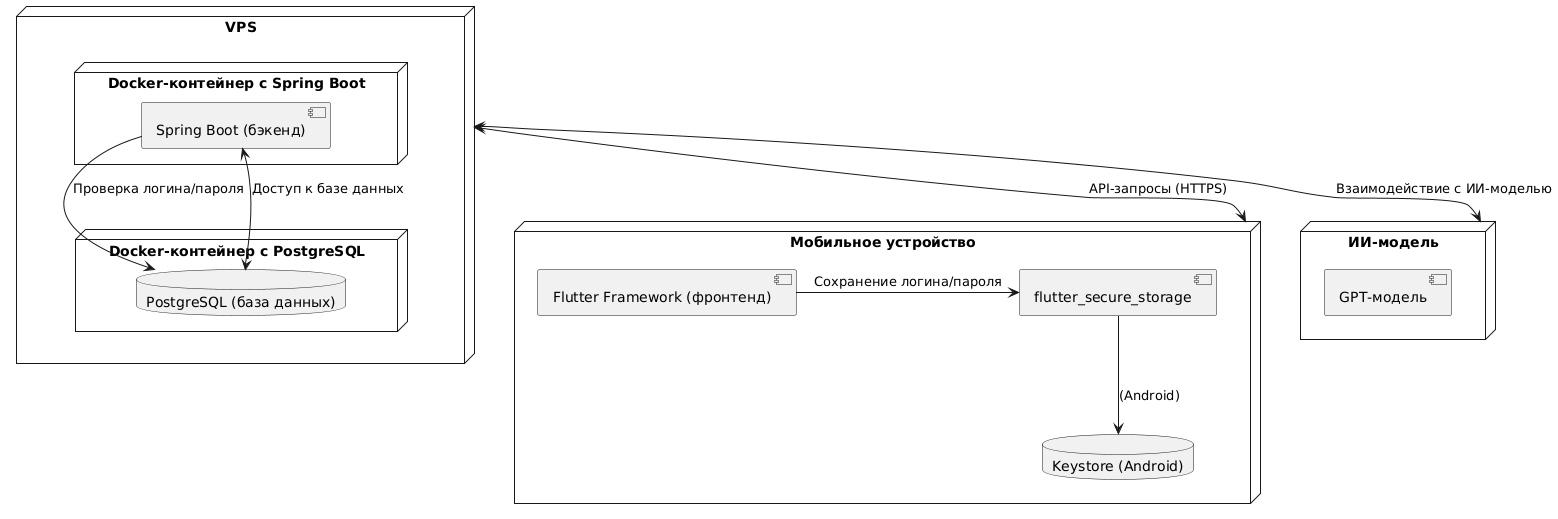 VPS
Docker-контейнер с Spring Boot
Spring Boot (бэкенд)
Проверка логина/пароля
Доступ к базе данных
Docker-контейнер с PostgreSQL
PostgreSQL (база данных)
API-запросы (HTTPS)
Взаимодействие с ИИ-моделью
Мобильное устройство
Flutter Framework (фронтенд)
Сохранение логина/пароля
flutter_secure_storage
(Android)
Keystore (Android)
ИИ-модель
GPT-модель